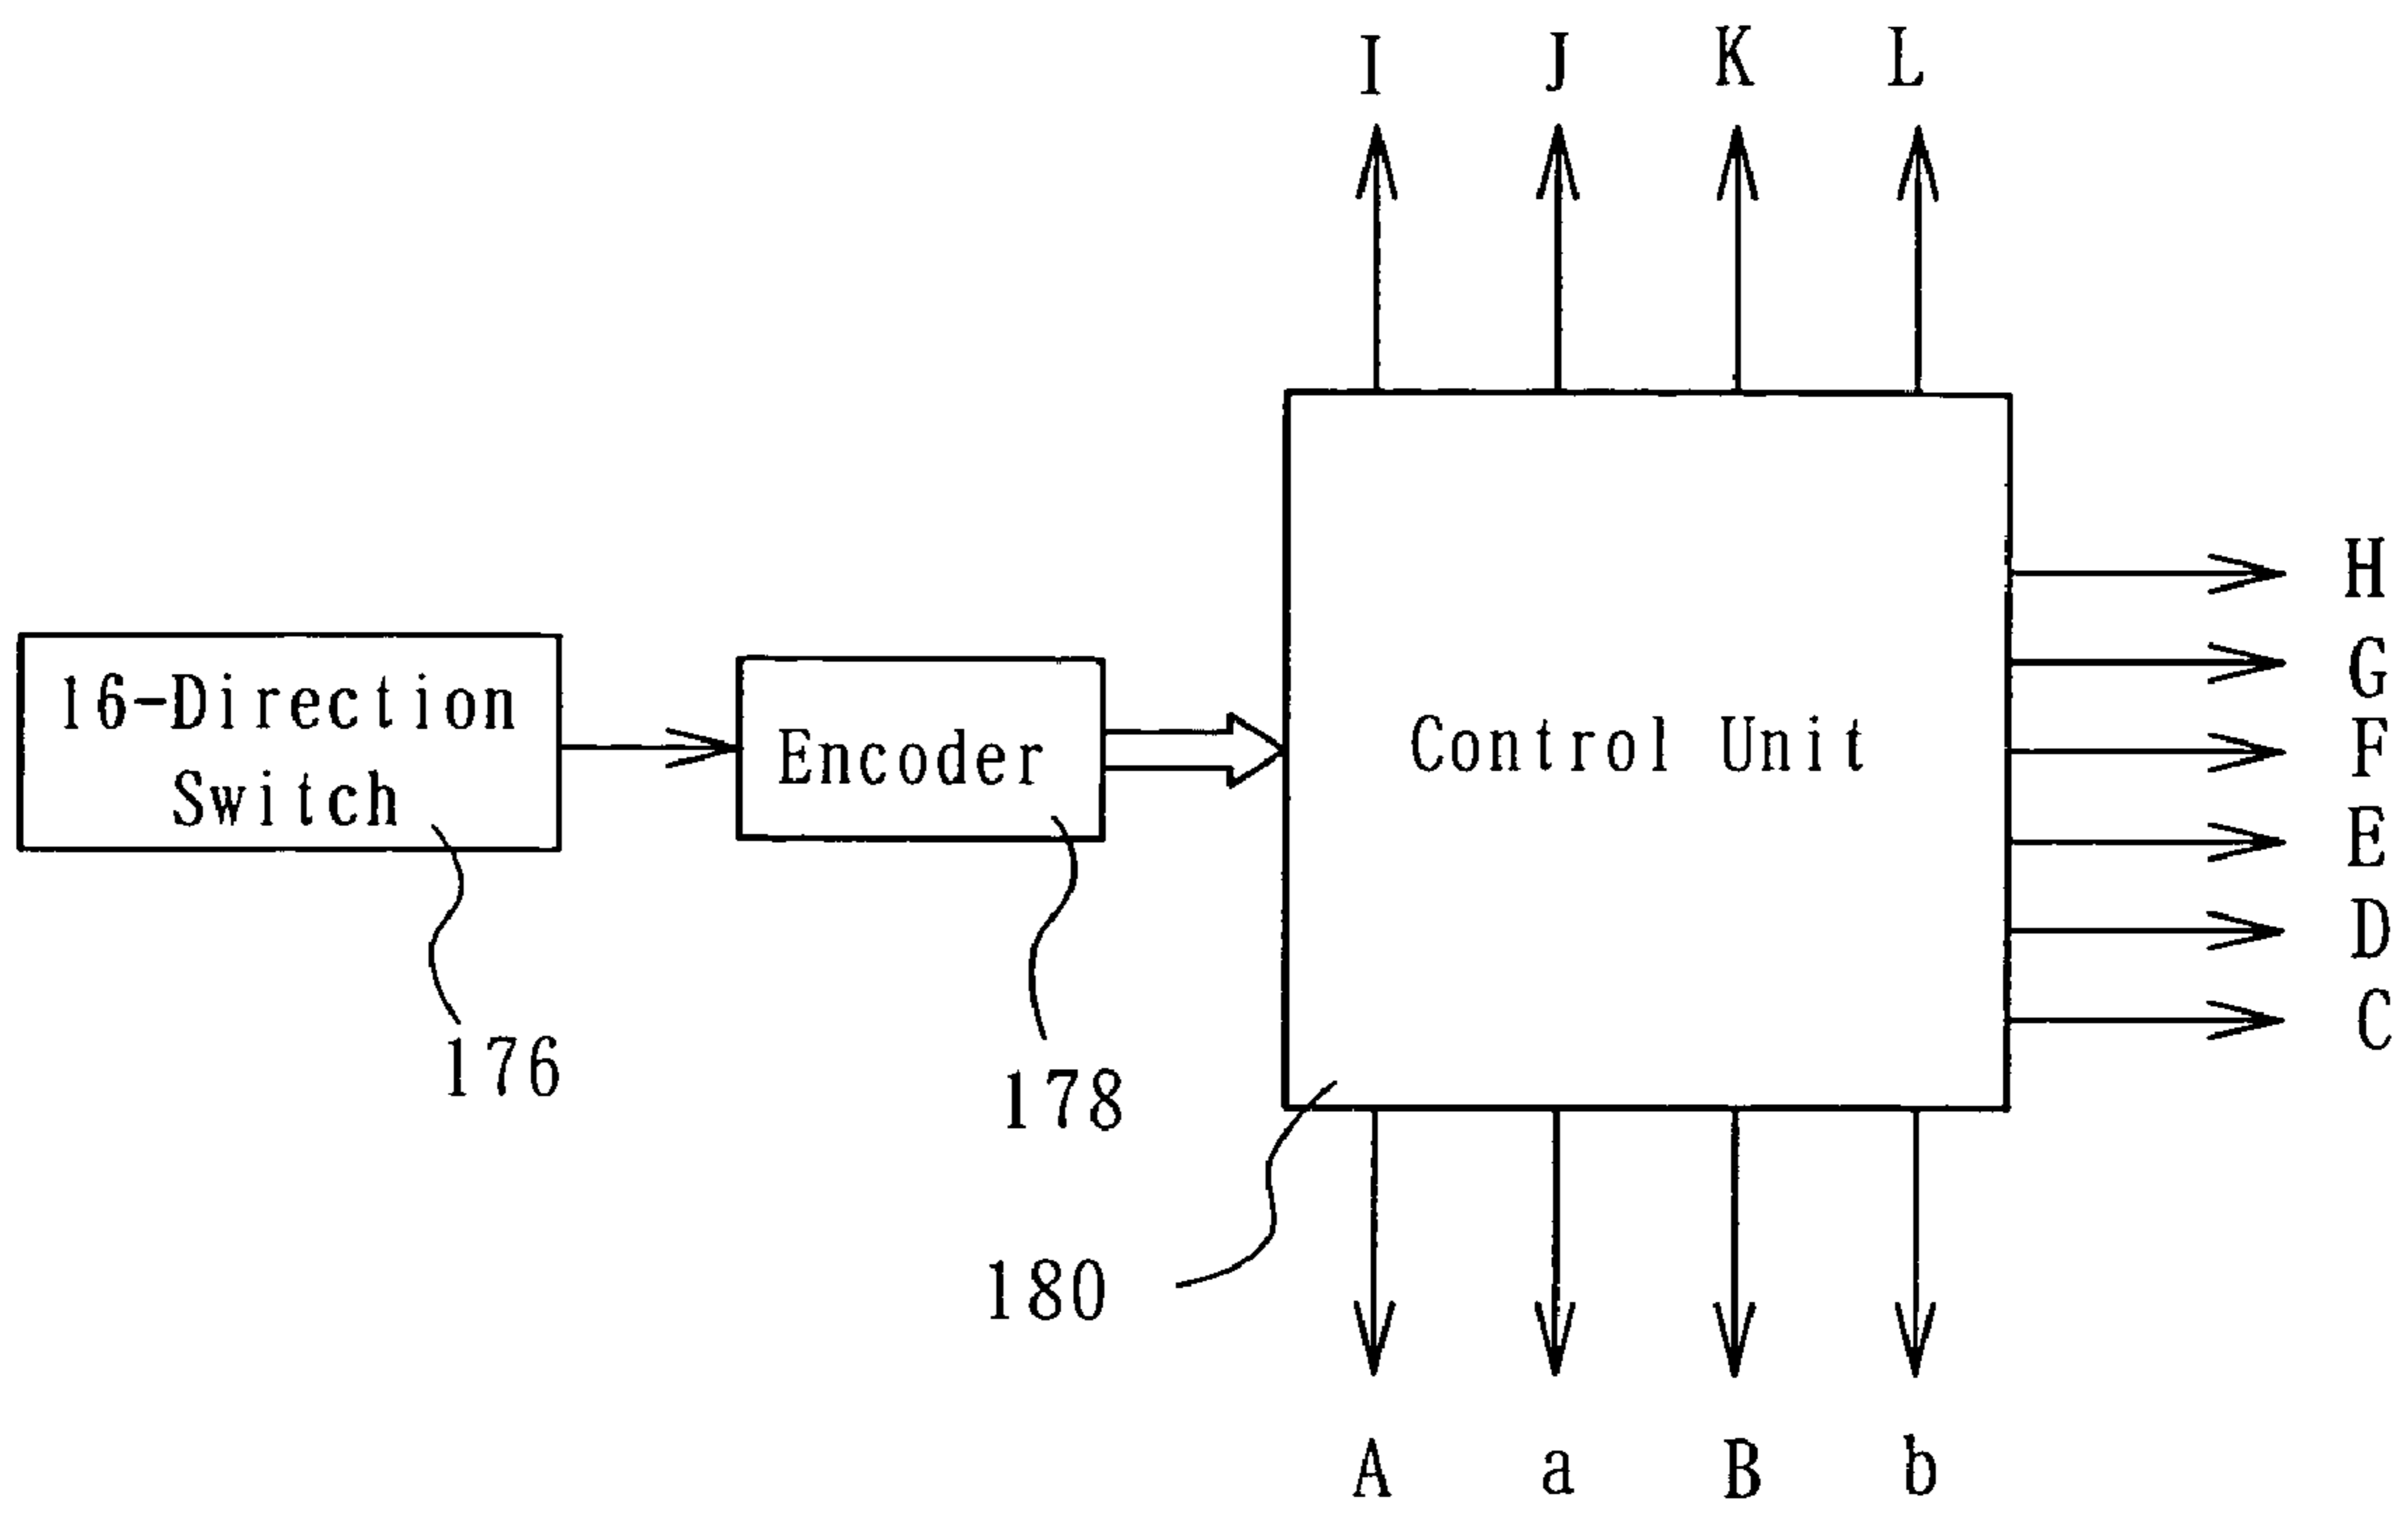 I J K L
H
G
16-Direction
Switch
Encoder
Control Unit
F
E
D
C
176
178
180
A a B b